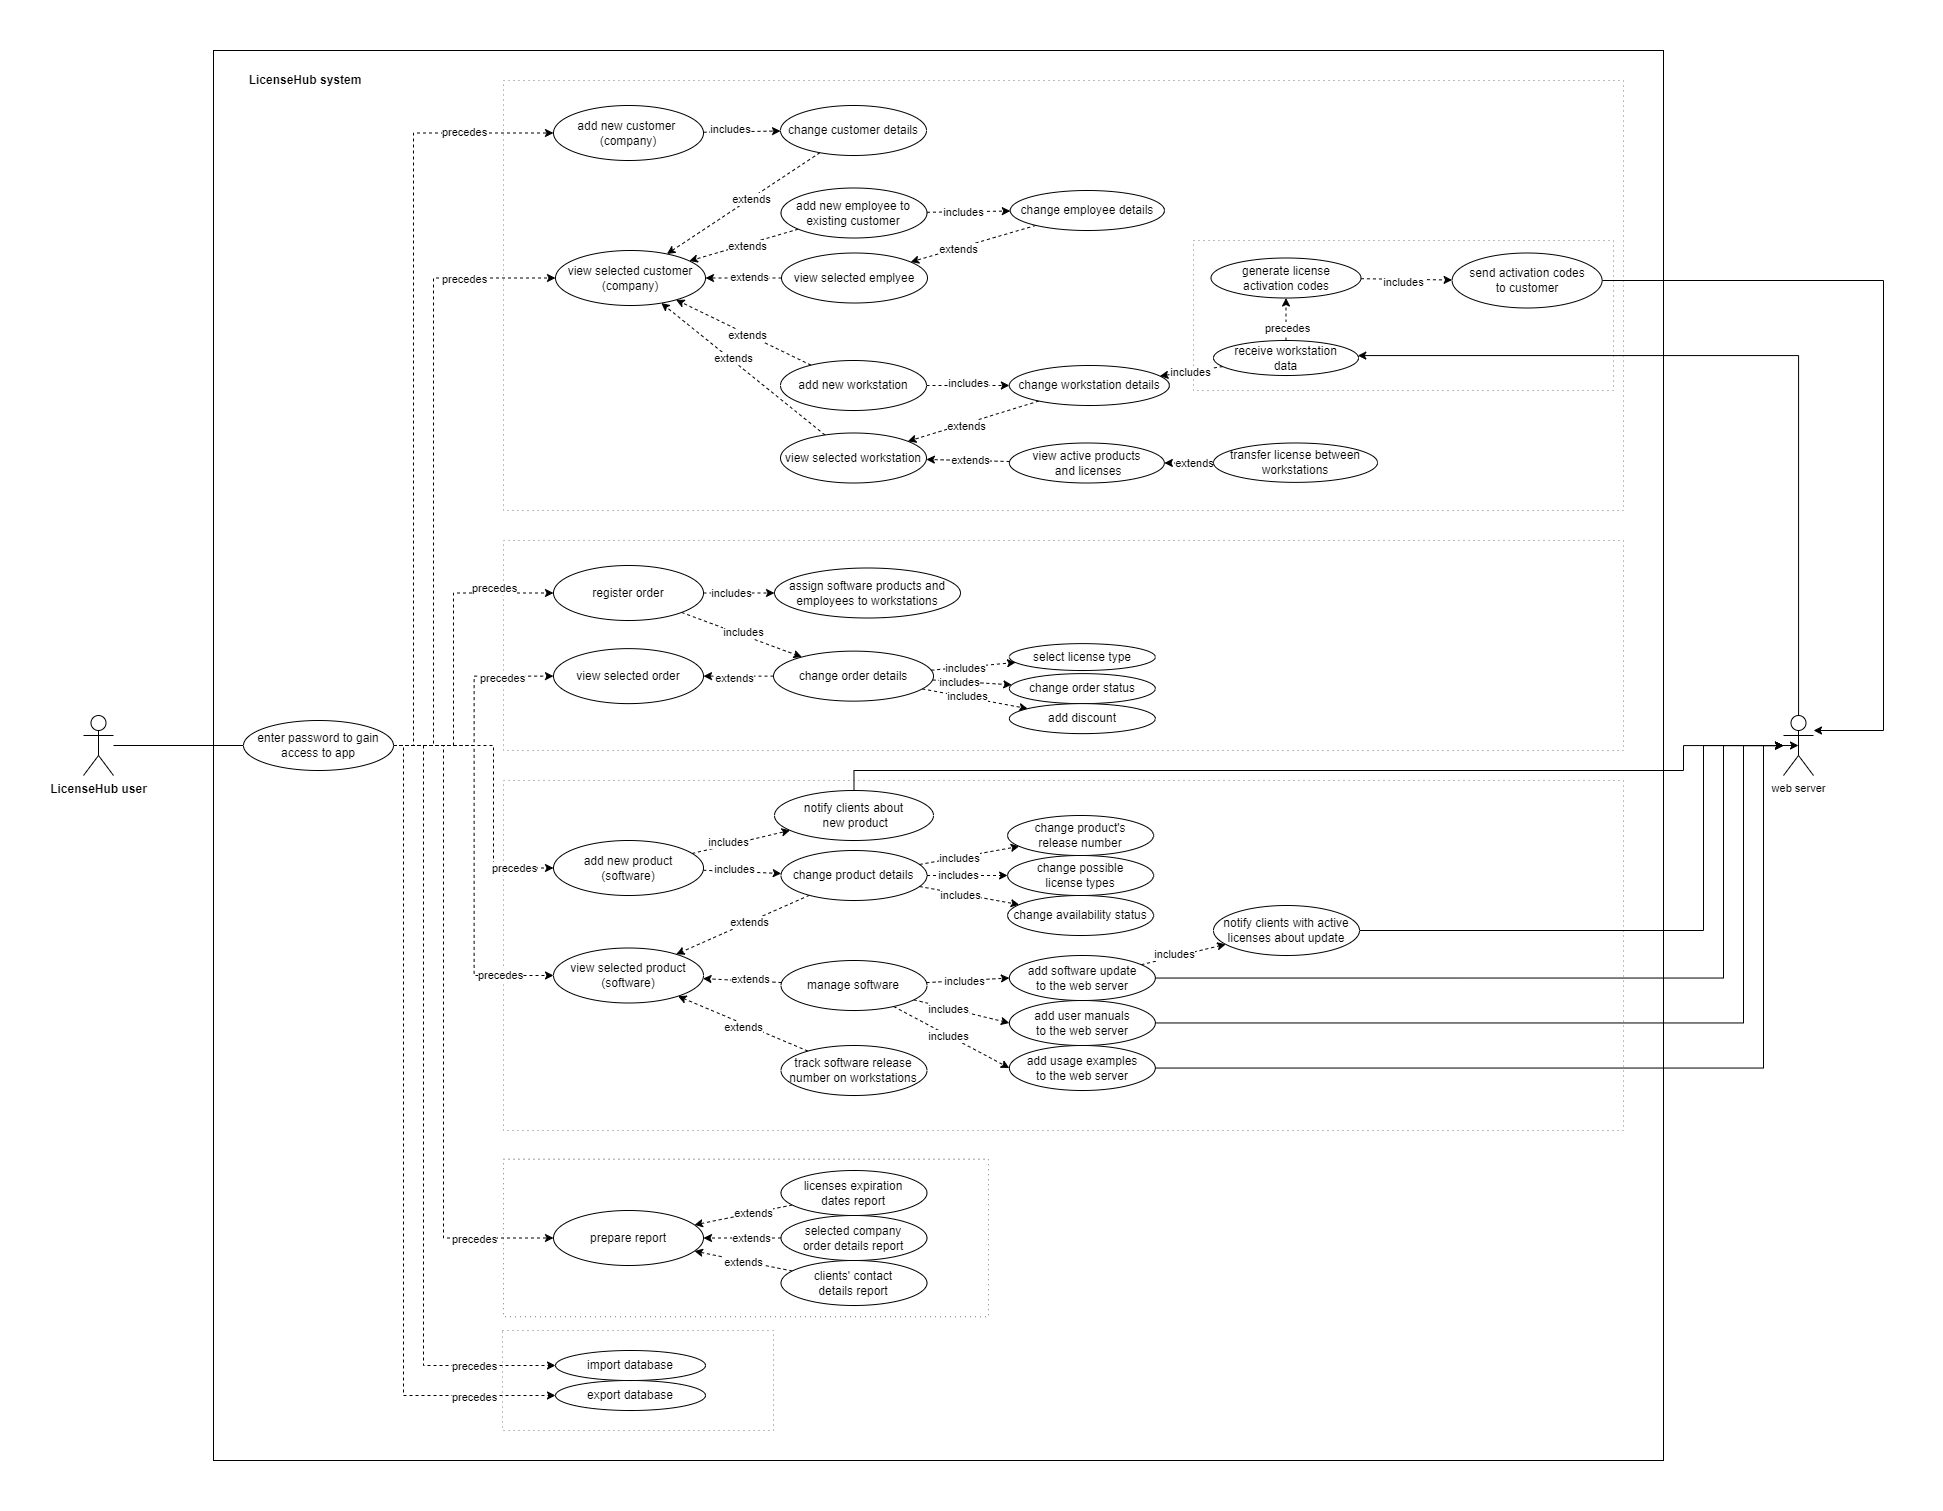 LicenseHub system
precedes
add new customer
(company)
includes
change customer details
extends
add new employee to
existing customer
includes
change employee details
extends
extends
precedes
view selected customer
(company)
extends
view selected emplyee
generate license
activation codes
includes
send activation codes
to customer
precedes
receive workstation
data
extends
extends
includes
add new workstation
includes
change workstation details
extends
view selected workstation
extends
view active products
and licenses
extends
transfer license between
workstations
precedes
register order
includes
assign software products and
employees to workstations
includes
precedes
view selected order
extends
change order details
includes
select license type
includes
change order status
includes
add discount
LicenseHub user
enter password to gain
access to app
web server
notify clients about
new product
includes
precedes
add new product
(software)
includes
change product details
includes
change product's
release number
includes
change possible
license types
includes
change availability status
extends
notify clients with active
licenses about update
includes
precedes
view selected product
(software)
extends
manage software
includes
add software update
to the web server
includes
add user manuals
to the web server
includes
add usage examples
to the web server
extends
track software release
number on workstations
precedes
prepare report
extends
licenses expiration
dates report
extends
selected company
order details report
extends
clients' contact
details report
precedes
import database
precedes
export database